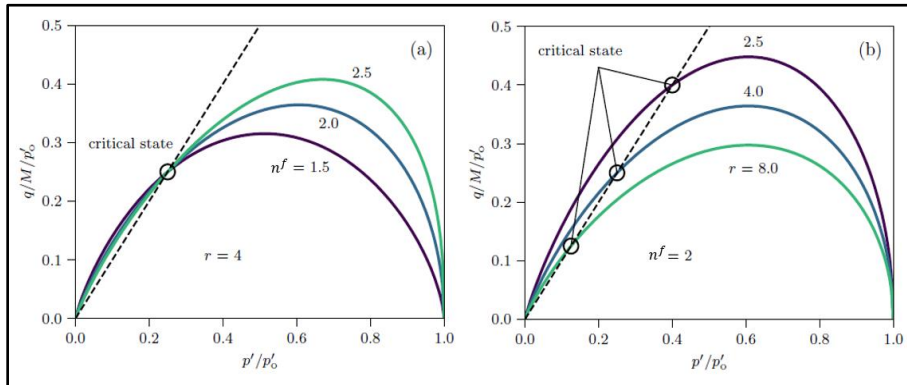 0.5
0.4
0.3
0.2
0.1
0.0
q/M/p′ₒ
(a)
2.5
2.0
critical state
nᶠ = 1.5
r = 4
0.0 0.2 0.4 0.6 0.8 1.0
p′/p′ₒ
0.5
0.4
0.3
0.2
0.1
0.0
q/M/p′ₒ
2.5
(b)
critical state
4.0
r = 8.0
nᶠ = 2
0.0 0.2 0.4 0.6 0.8 1.0
p′/p′ₒ